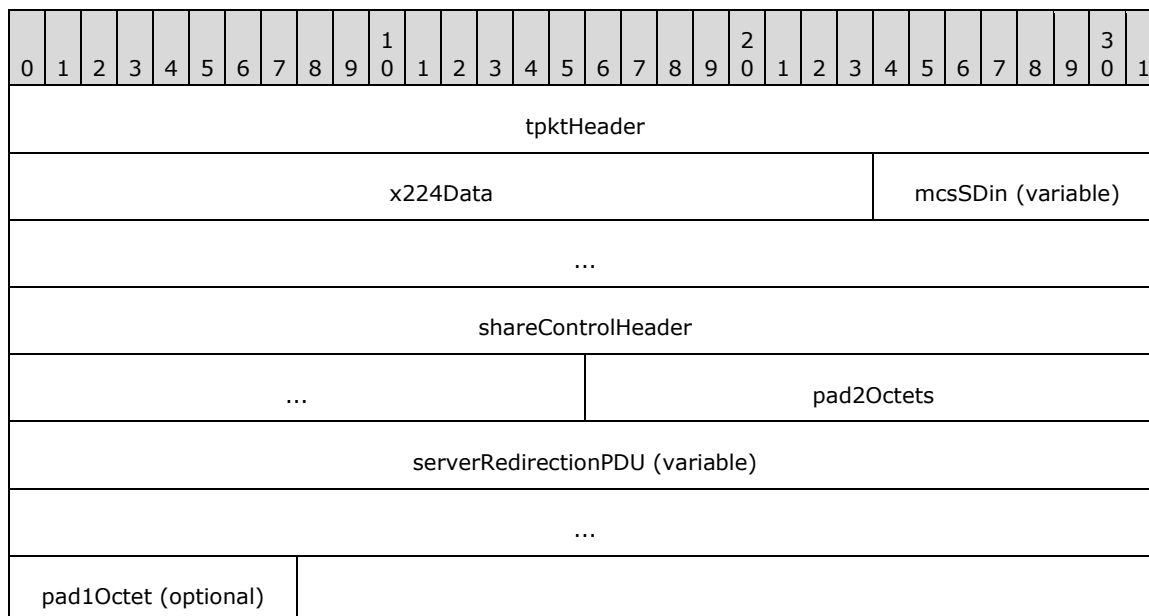 1 2 3
0 1 2 3 4 5 6 7 8 9 0 1 2 3 4 5 6 7 8 9 0 1 2 3 4 5 6 7 8 9 0 1
tpktHeader
x224Data mcsSDin (variable)
...
shareControlHeader
... pad2Octets
serverRedirectionPDU (variable)
...
pad1Octet (optional)